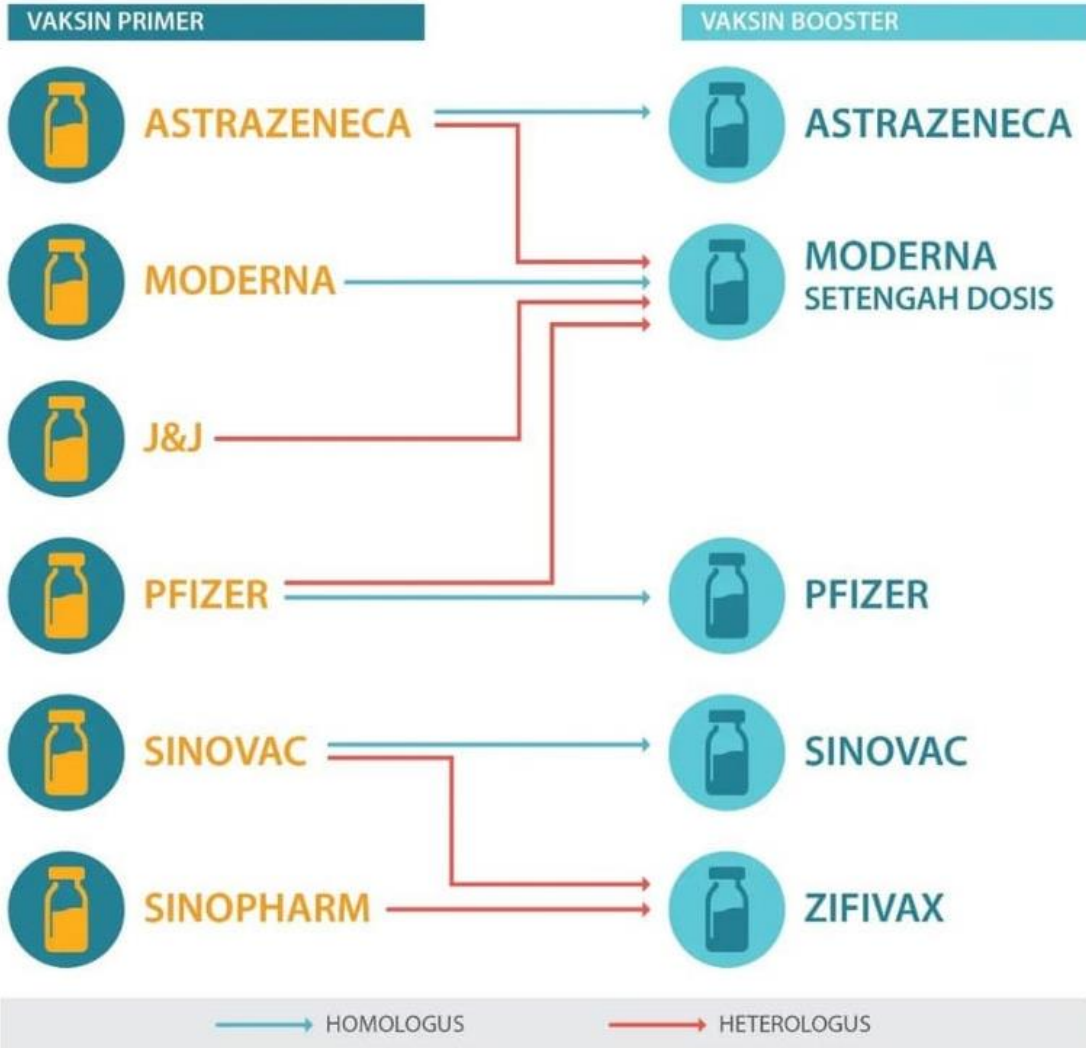 VAKSIN PRIMER
VAKSIN BOOSTER
ASTRAZENECA
ASTRAZENECA
MODERNA
MODERNA
SETENGAH DOSIS
J&J
PFIZER
PFIZER
SINOVAC
SINOVAC
SINOPHARM
ZIFIVAX
HOMOLOGUS
HETEROLOGUS